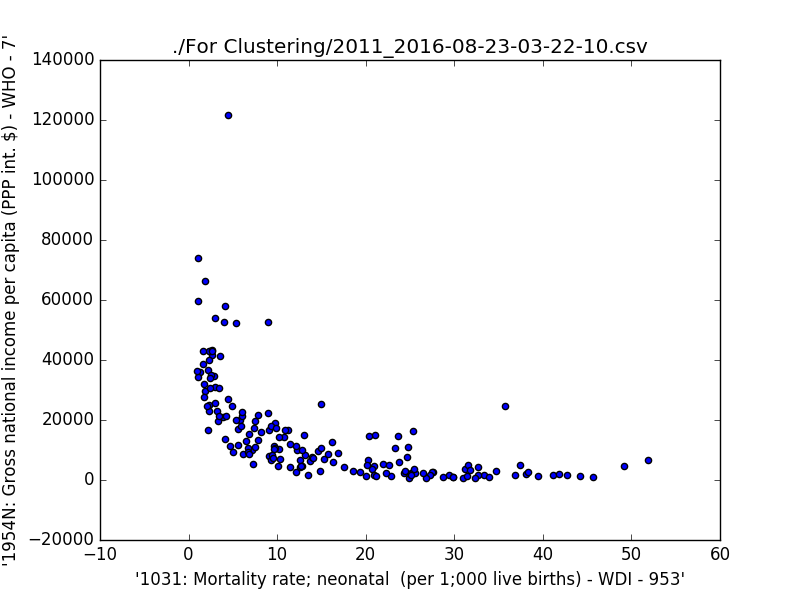 ./For Clustering/2011_2016-08-23-03-22-10.csv
'1954N: Gross national income per capita (PPP int. $) - WHO - 7'
140000
120000
100000
80000
60000
40000
20000
0
−20000
−10 0 10 20 30 40 50 60
'1031: Mortality rate; neonatal  (per 1;000 live births) - WDI - 953'